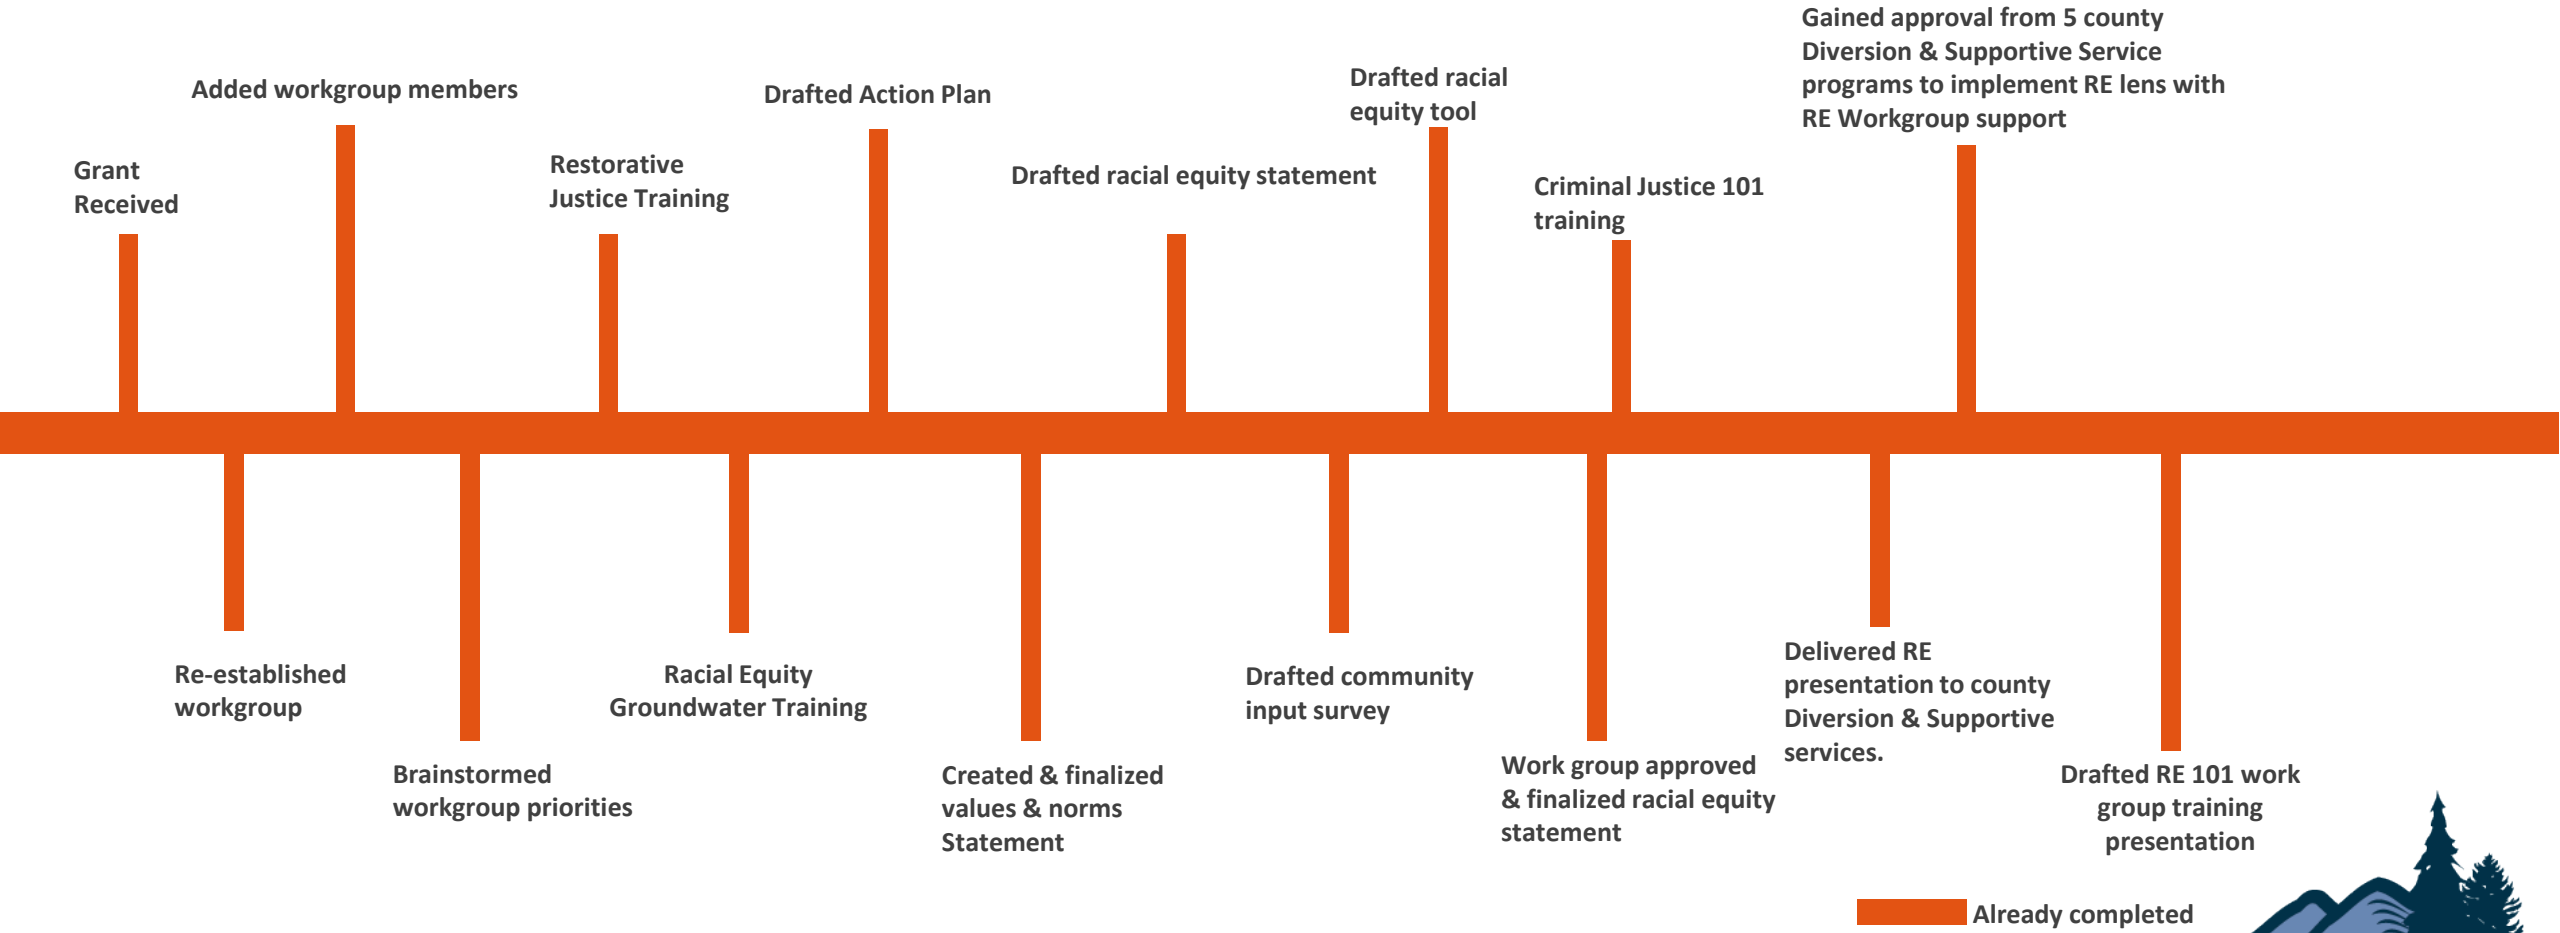 Grant
Received
Added workgroup members
Restorative
Justice Training
Drafted Action Plan
Drafted racial equity statement
Drafted racial
equity tool
Criminal Justice 101
training
Gained approval from 5 county
Diversion & Supportive Service
programs to implement RE lens with
RE Workgroup support
Re-established
workgroup
Brainstormed
workgroup priorities
Racial Equity
Groundwater Training
Created & finalized
values & norms
Statement
Drafted community
input survey
Work group approved
& finalized racial equity
statement
Delivered RE
presentation to county
Diversion & Supportive
services.
Drafted RE 101 work
group training
presentation
Already completed